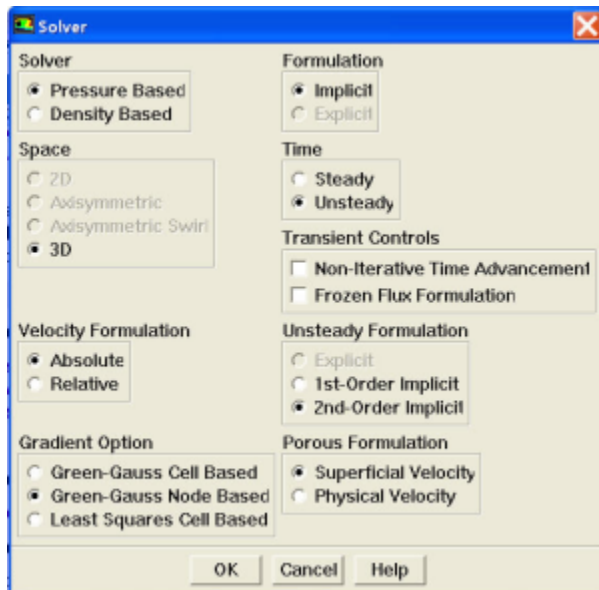 Solver
Solver
Pressure Based
Density Based
Formulation
Implicit
Explicit
Space
2D
Axisymmetric
Axisymmetric Swirl
3D
Time
Steady
Unsteady
Transient Controls
Non-Iterative Time Advancement
Frozen Flux Formulation
Velocity Formulation
Absolute
Relative
Unsteady Formulation
Explicit
1st-Order Implicit
2nd-Order Implicit
Gradient Option
Green-Gauss Cell Based
Green-Gauss Node Based
Least Squares Cell Based
Porous Formulation
Superficial Velocity
Physical Velocity
OK Cancel Help